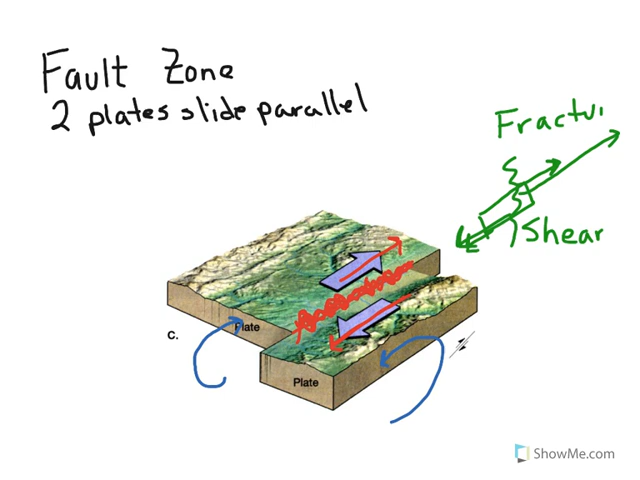 Fault Zone
2 plates slide parallel
Fractu
Shear
Plate
C.
Plate
ShowMe.com